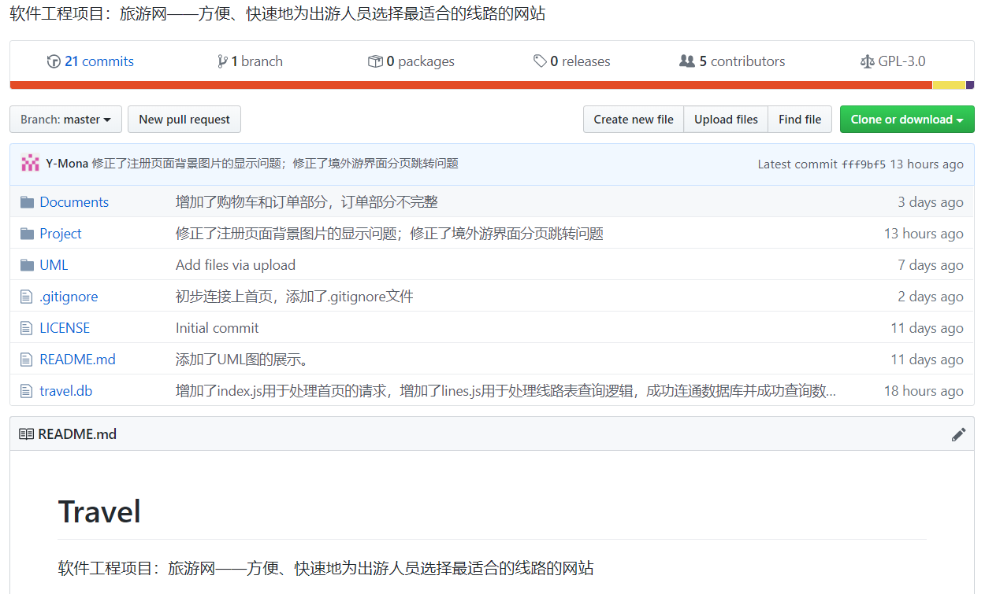 软件工程项目：旅游网——方便、快速地为出游人员选择最适合的线路的网站
21 commits 1 branch 0 packages 0 releases 5 contributors GPL-3.0
Branch: master New pull request Create new file Upload files Find file Clone or download
Y-Mona 修正了注册页面背景图片的显示问题；修正了境外游界面分页跳转问题 Latest commit fff9bf5 13 hours ago
Documents 增加了购物车和订单部分，订单部分不完整 3 days ago
Project 修正了注册页面背景图片的显示问题；修正了境外游界面分页跳转问题 13 hours ago
UML Add files via upload 7 days ago
.gitignore 初步连接上首页，添加了.gitignore文件 2 days ago
LICENSE Initial commit 11 days ago
README.md 添加了UML图的展示。 11 days ago
travel.db 增加了index.js用于处理首页的请求，增加了lines.js用于处理线路表查询逻辑，成功连通数据库并成功查询数... 18 hours ago
README.md
Travel
软件工程项目：旅游网——方便、快速地为出游人员选择最适合的线路的网站